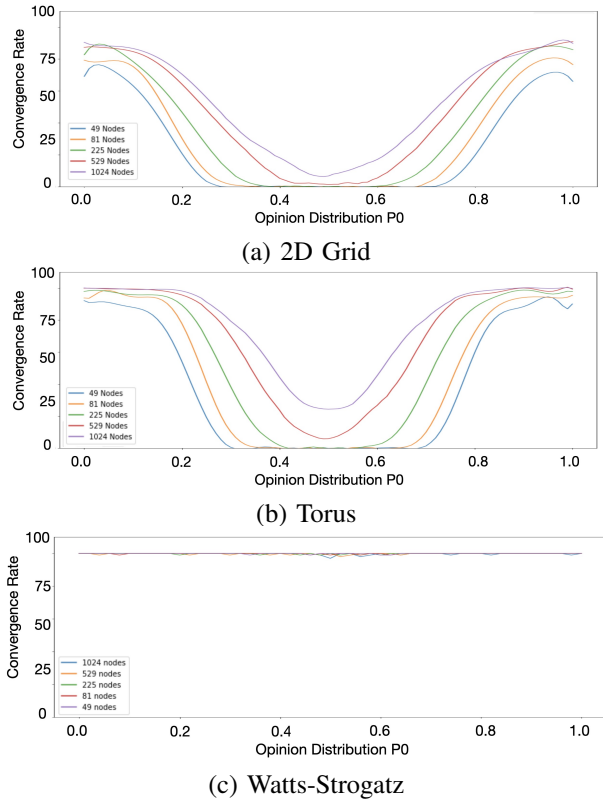 100
75
50
25
0
Convergence Rate
49 Nodes
81 Nodes
225 Nodes
529 Nodes
1024 Nodes
0.0 0.2 0.4 0.6 0.8 1.0
Opinion Distribution P0
(a) 2D Grid
100
75
50
25
0
Convergence Rate
49 Nodes
81 Nodes
225 Nodes
529 Nodes
1024 Nodes
0.0 0.2 0.4 0.6 0.8 1.0
Opinion Distribution P0
(b) Torus
100
75
50
25
0
Convergence Rate
1024 nodes
529 nodes
225 nodes
81 nodes
49 nodes
0.0 0.2 0.4 0.6 0.8 1.0
Opinion Distribution P0
(c) Watts-Strogatz